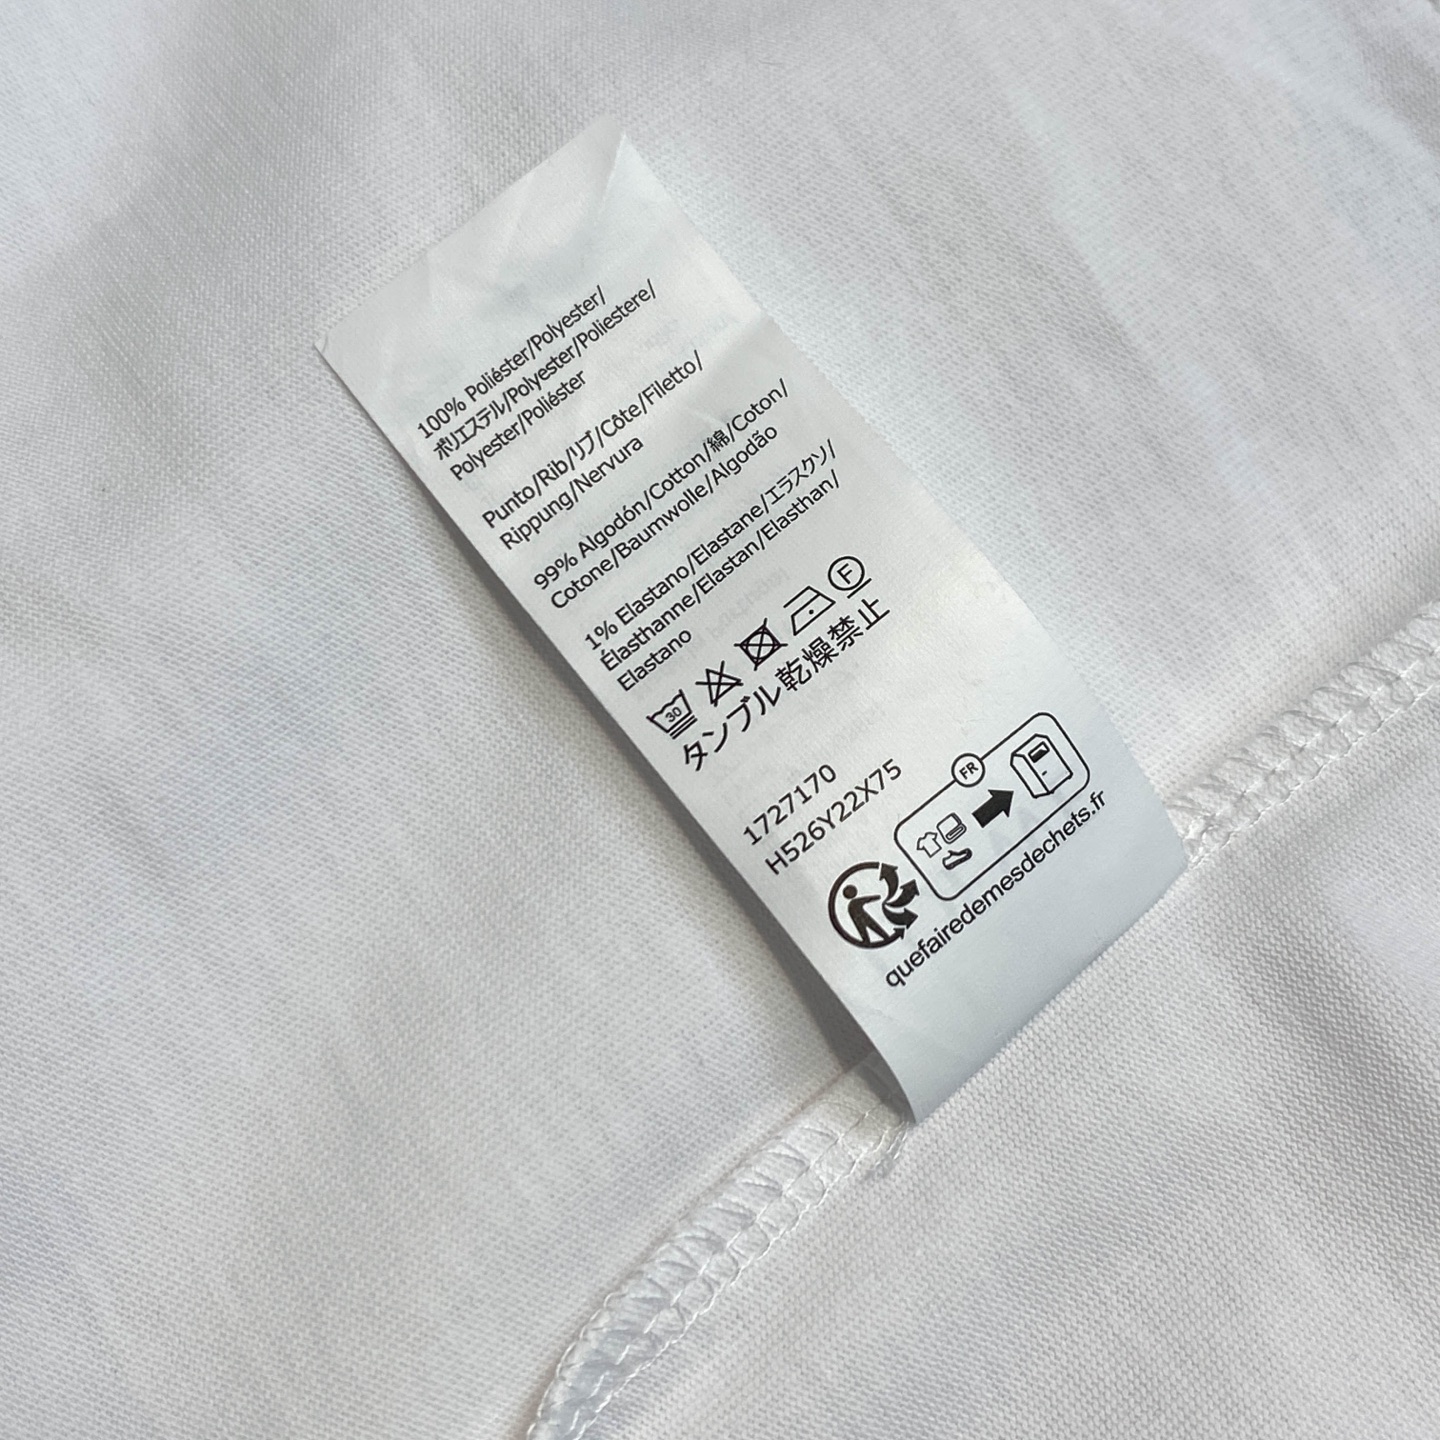 100% Poliéster/Polyester/
ポリエステル/Polyester/Poliestere/
Polyester/Poliéster
Punto/Rib/リブ/Côte/Filetto/
Rippung/Nervura
99% Algodón/Cotton/綿/Coton/
Cotone/Baumwolle/Algodão
1% Elastano/Elastane/エラスクソ/
Élasthanne/Elastan/Elasthan/
Elastano
30 F
タンブル乾燥禁止
1727170
H526Y22X75
FR
quefairedemesdechets.fr